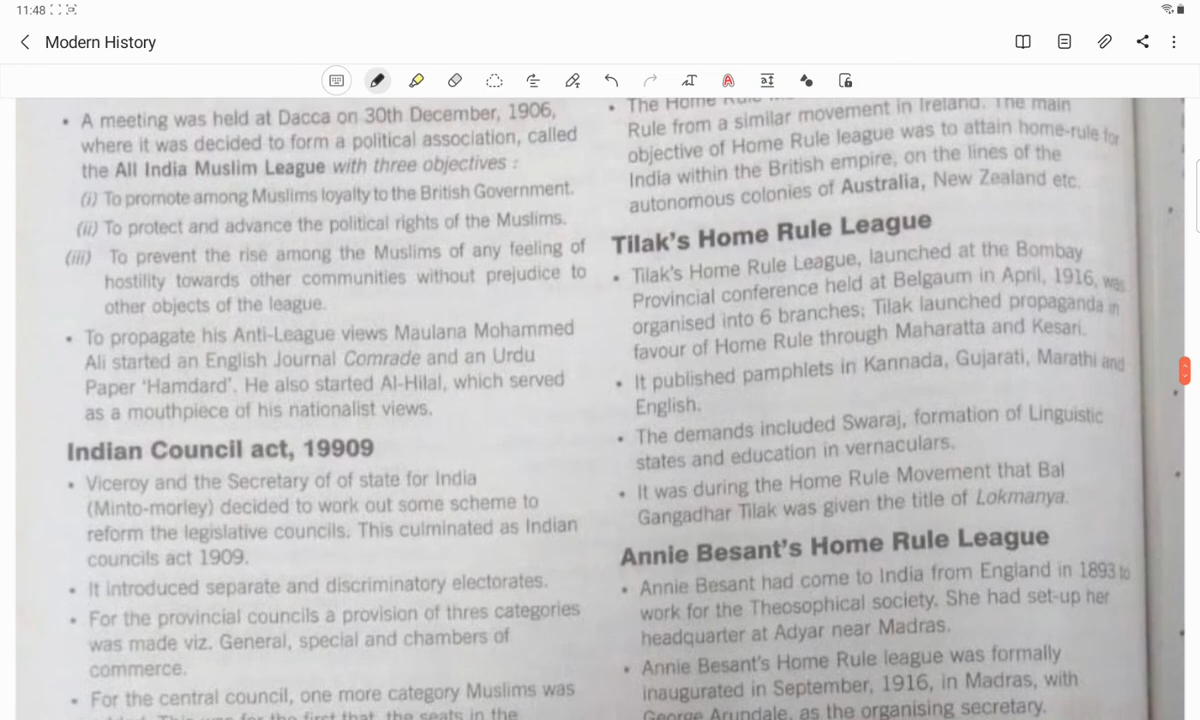 11:48
Modern History
• A meeting was held at Dacca on 30th December, 1906,
where it was decided to form a political association, called
the All India Muslim League with three objectives :
(i) To promote among Muslims loyalty to the British Government.
(ii) To protect and advance the political rights of the Muslims.
(iii) To prevent the rise among the Muslims of any feeling of
hostility towards other communities without prejudice to
other objects of the league.
• To propagate his Anti-League views Maulana Mohammed
Ali started an English Journal Comrade and an Urdu
Paper 'Hamdard'. He also started Al-Hilal, which served
as a mouthpiece of his nationalist views.
Indian Council act, 19909
• Viceroy and the Secretary of of state for India
(Minto-morley) decided to work out some scheme to
reform the legislative councils. This culminated as Indian
councils act 1909.
• It introduced separate and discriminatory electorates.
• For the provincial councils a provision of thres categories
was made viz. General, special and chambers of
commerce.
• For the central council, one more category Muslims was
This was for the first that, the seats in the
• The Home Rule
Rule from a similar movement in Ireland. The main
objective of Home Rule league was to attain home-rule for
India within the British empire, on the lines of the
autonomous colonies of Australia, New Zealand etc.
Tilak's Home Rule League
• Tilak's Home Rule League, launched at the Bombay
Provincial conference held at Belgaum in April, 1916, was
organised into 6 branches; Tilak launched propaganda in
favour of Home Rule through Maharatta and Kesari.
• It published pamphlets in Kannada, Gujarati, Marathi and
English.
• The demands included Swaraj, formation of Linguistic
states and education in vernaculars.
• It was during the Home Rule Movement that Bal
Gangadhar Tilak was given the title of Lokmanya.
Annie Besant's Home Rule League
• Annie Besant had come to India from England in 1893 to
work for the Theosophical society. She had set-up her
headquarter at Adyar near Madras.
• Annie Besant's Home Rule league was formally
inaugurated in September, 1916, in Madras, with
George Arundale, as the organising secretary.